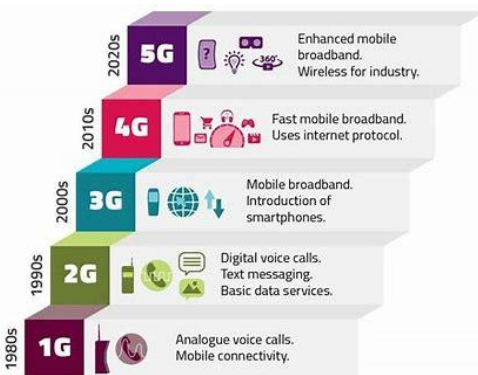 2020s
5G
?
360°
Enhanced mobile
broadband.
Wireless for industry.
2010s
4G
Fast mobile broadband.
Uses internet protocol.
2000s
3G
Mobile broadband.
Introduction of
smartphones.
1990s
2G
Digital voice calls.
Text messaging.
Basic data services.
1980s
1G
Analogue voice calls.
Mobile connectivity.